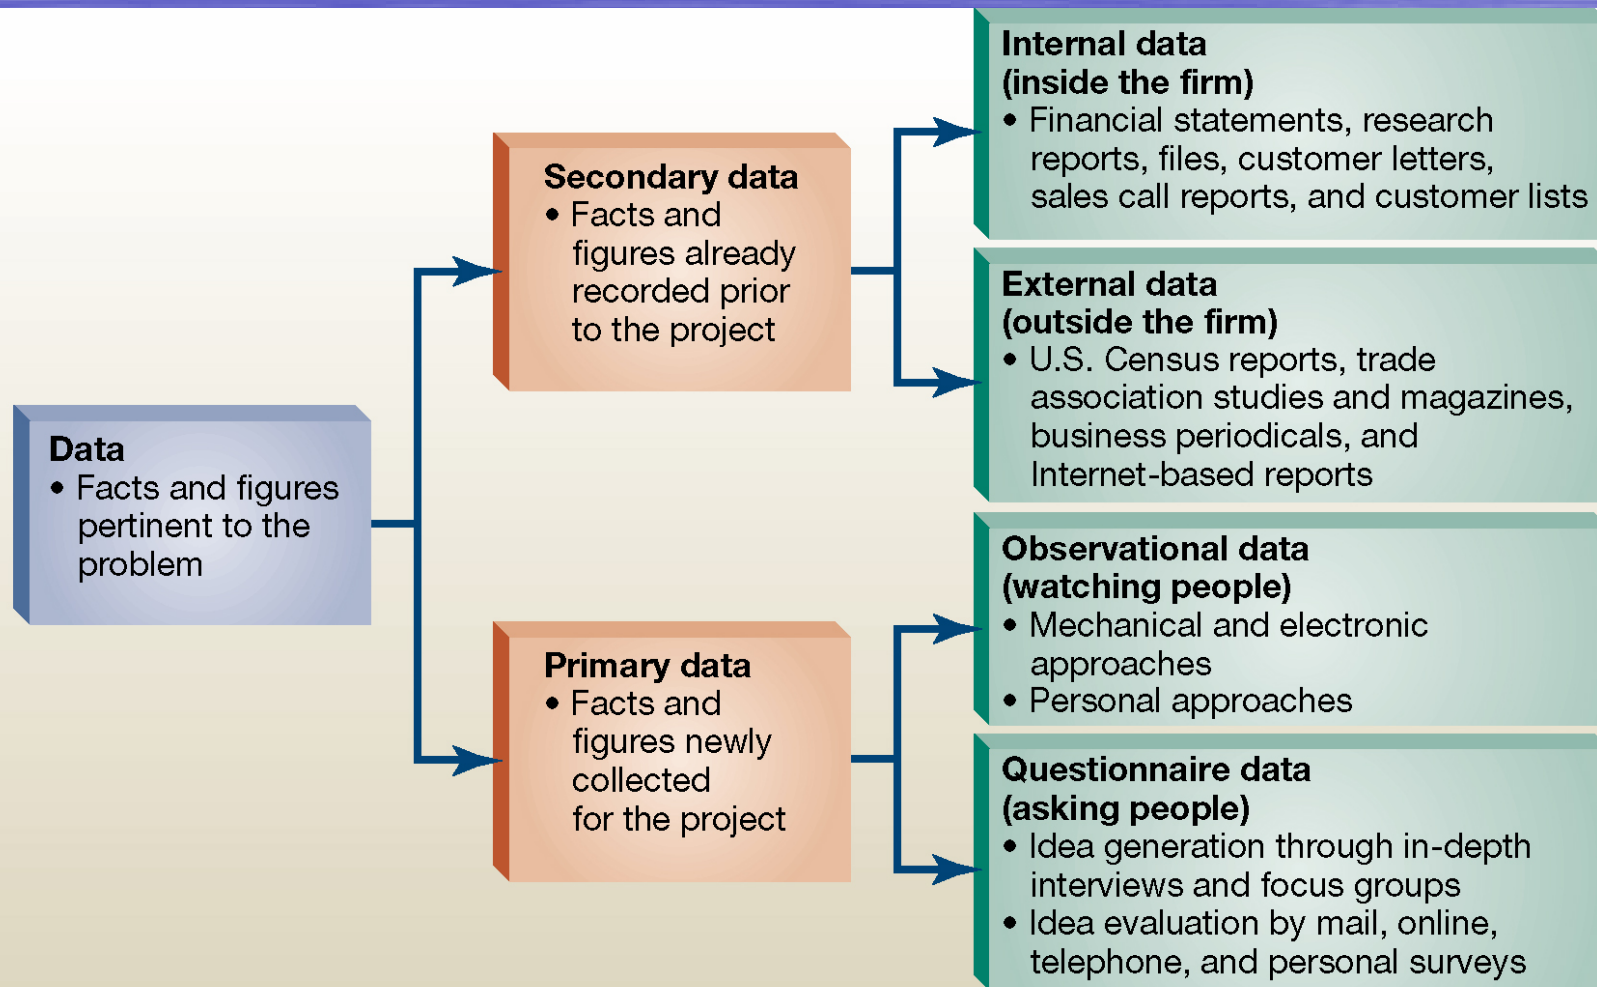 Data
• Facts and figures
pertinent to the
problem
Secondary data
• Facts and
figures already
recorded prior
to the project
Primary data
• Facts and
figures newly
collected
for the project
Internal data
(inside the firm)
• Financial statements, research
reports, files, customer letters,
sales call reports, and customer lists
External data
(outside the firm)
• U.S. Census reports, trade
association studies and magazines,
business periodicals, and
Internet-based reports
Observational data
(watching people)
• Mechanical and electronic
approaches
• Personal approaches
Questionnaire data
(asking people)
• Idea generation through in-depth
interviews and focus groups
• Idea evaluation by mail, online,
telephone, and personal surveys